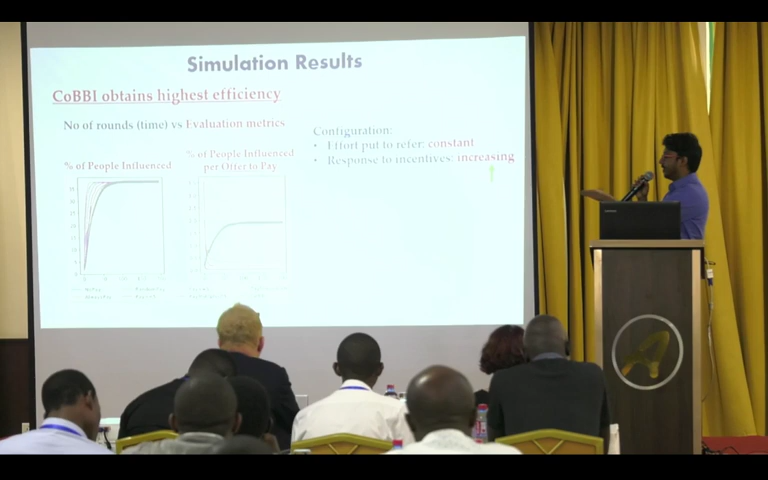 Simulation Results
CoBBI obtains highest efficiency
No of rounds (time) vs Evaluation metrics
Configuration:
• Effort put to refer: constant
• Response to incentives: increasing
% of People Influenced
% of People Influenced
per Offer to Pay